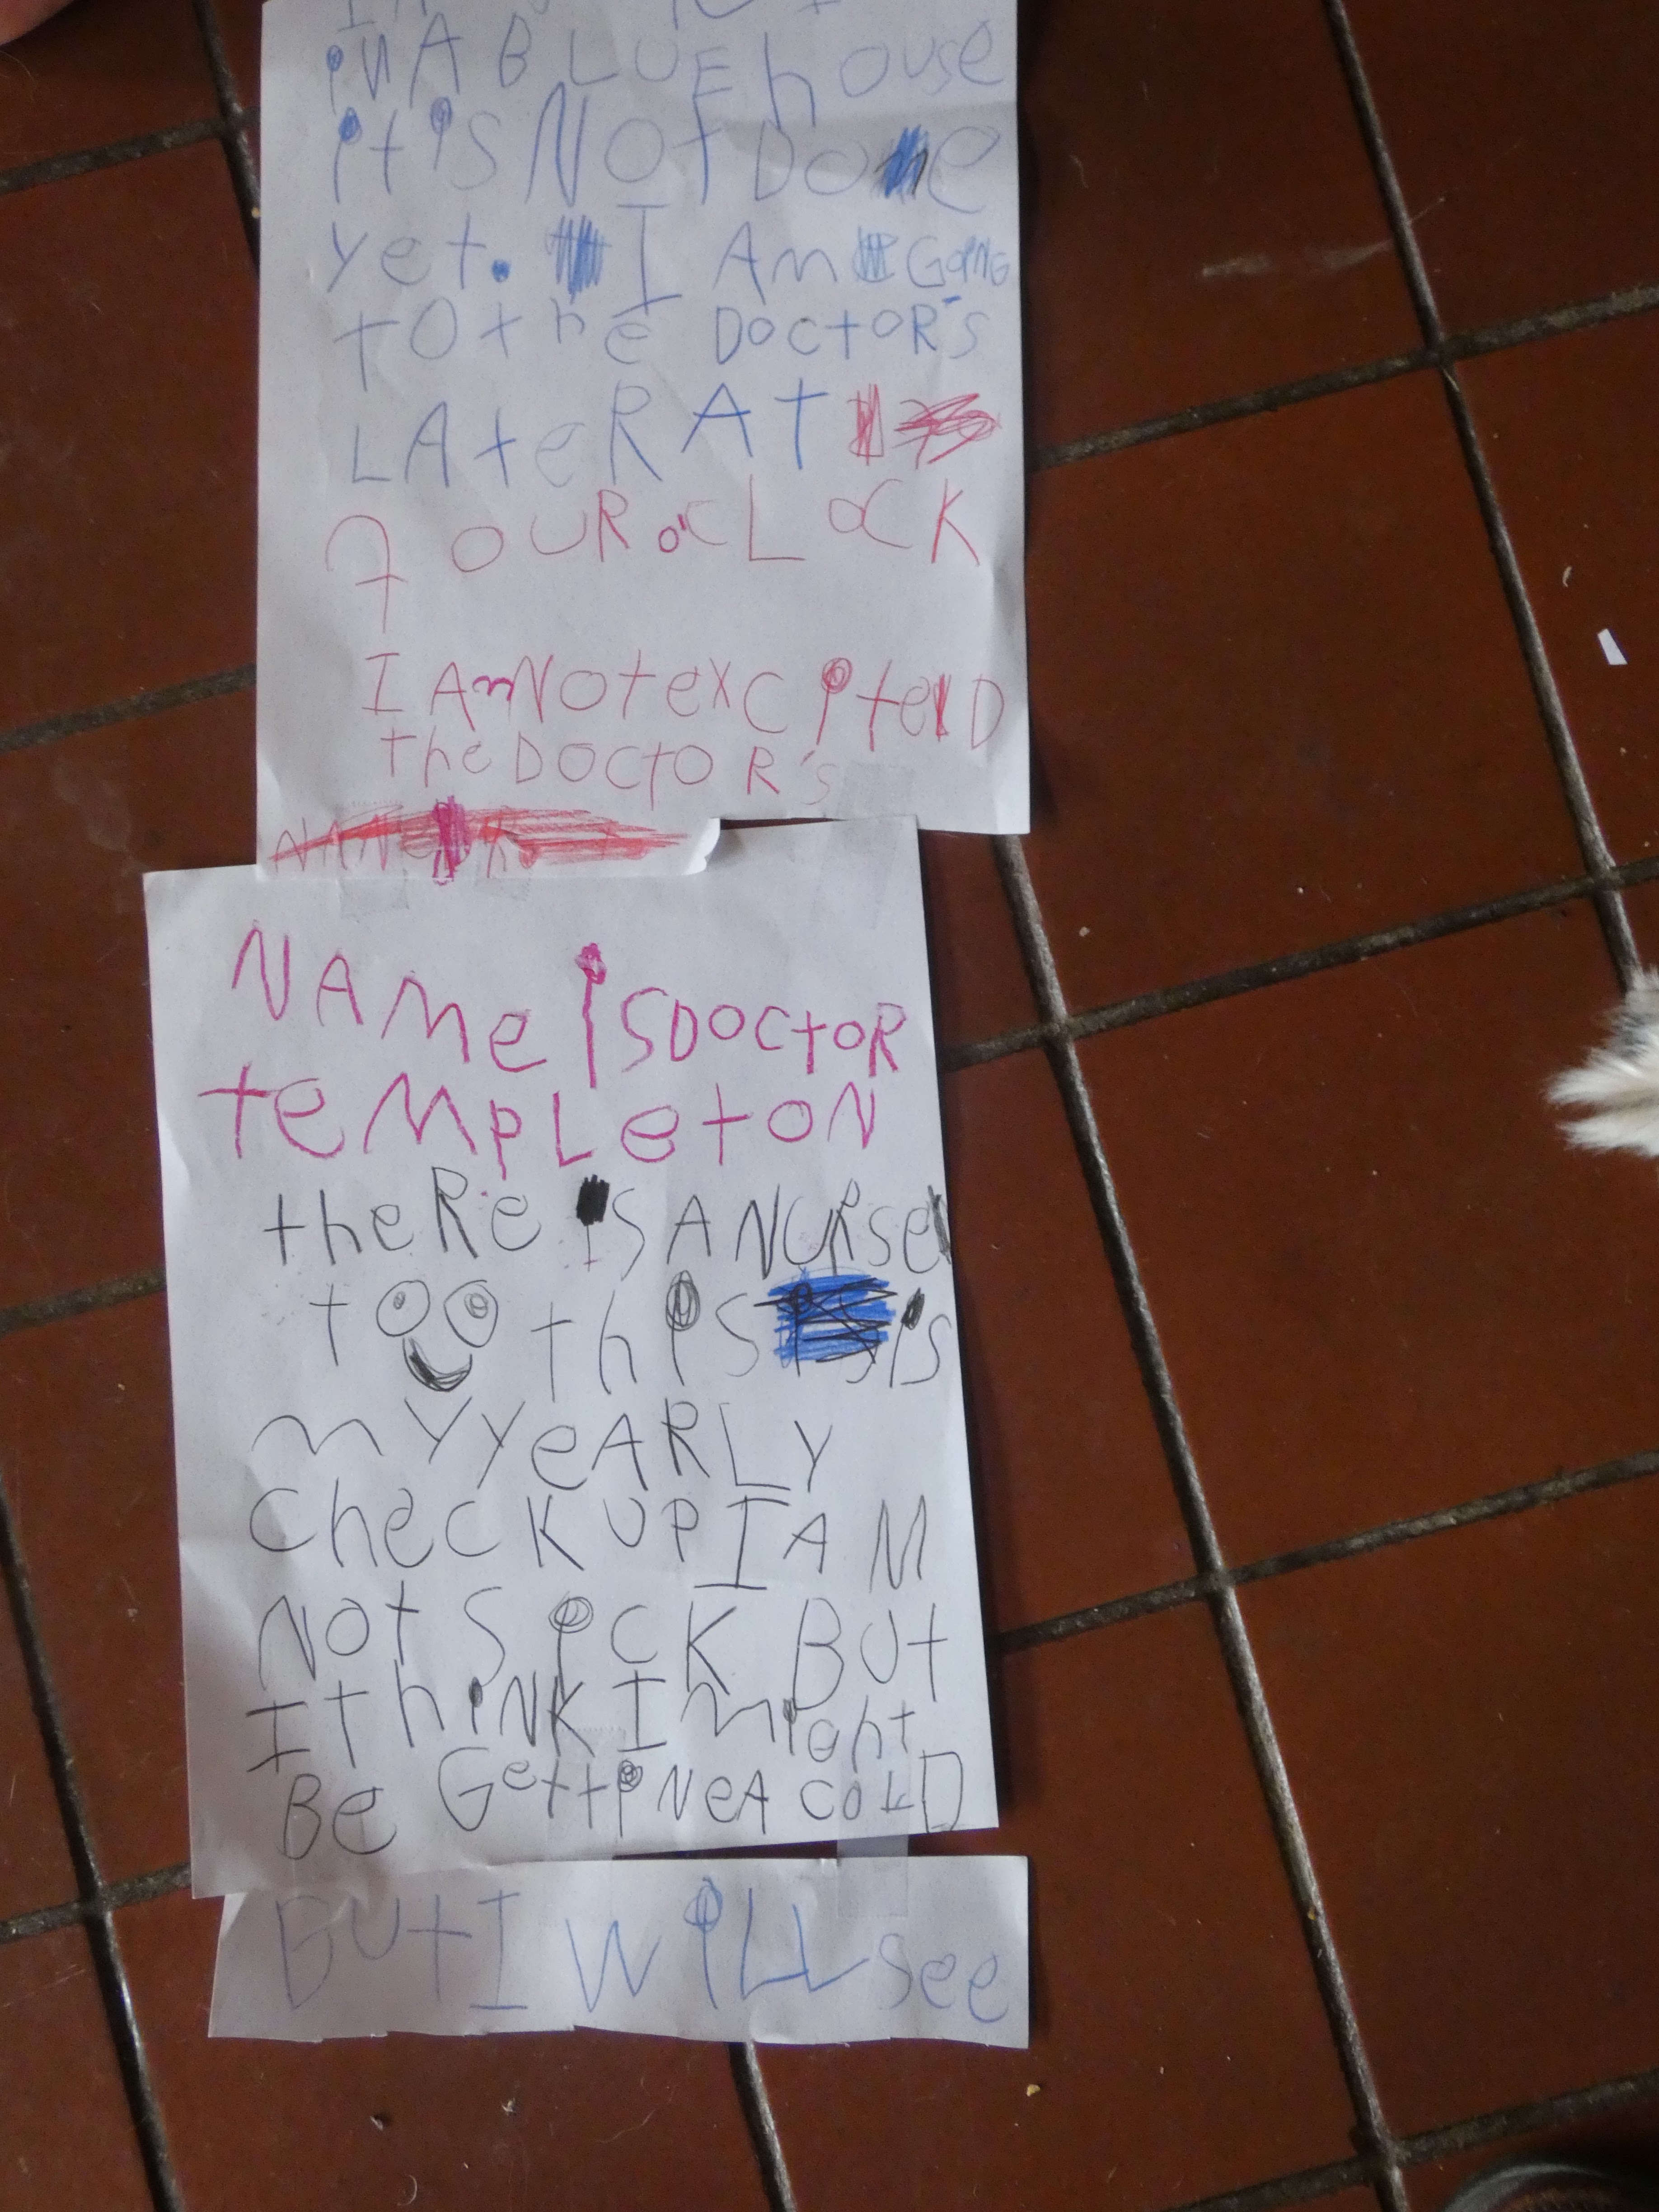 iN A BLUE house
it is NOt DoNe
yet. I Am GoiNG
tO the DoctoR's
LAteR At
fouR o'cLock
I AmNot exciteD
the DoctoR's
NAMe is DoctoR
teMpLetoN
theRe is A NURse
too this is
my yeARLy
check UP I AM
Not sick But
I thiNK I might
Be GettiNe A coLD
But I wiLL see